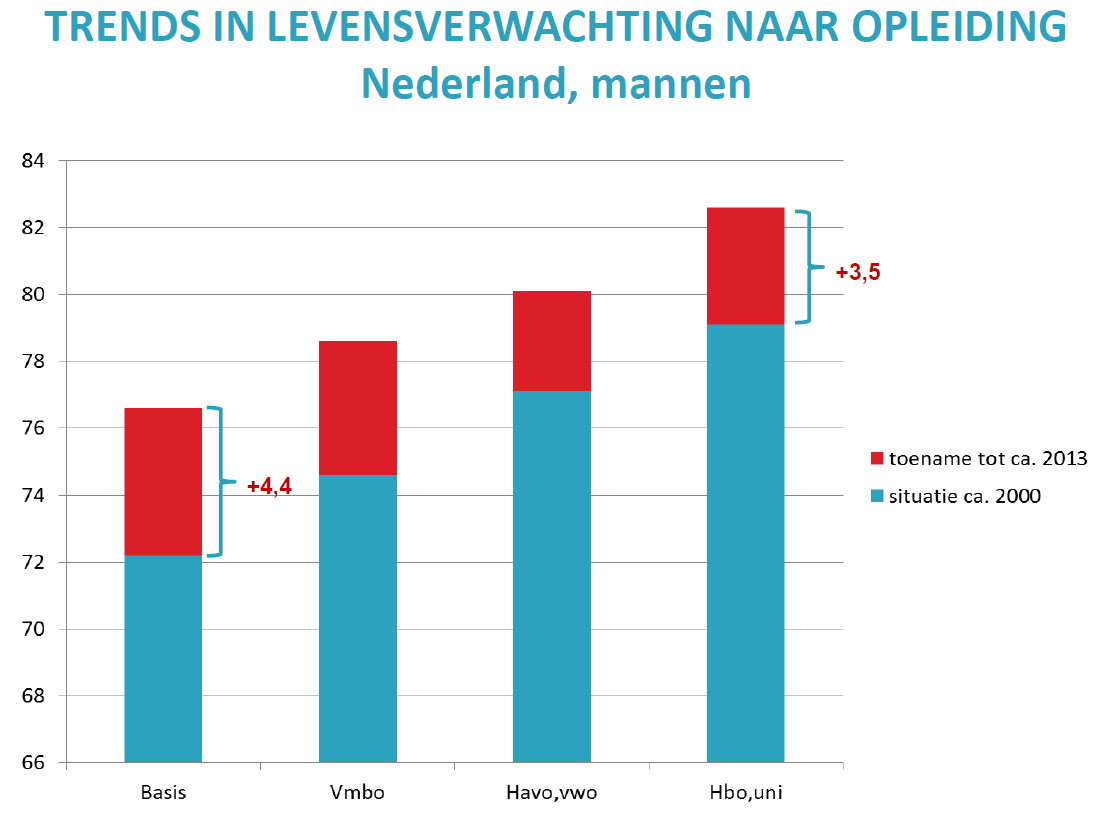 TRENDS IN LEVENSVERWACHTING NAAR OPLEIDING
Nederland, mannen
84
82
80
78
76
74
72
70
68
66
+4,4
+3,5
Basis
Vmbo
Havo,vwo
Hbo,uni
toename tot ca. 2013
situatie ca. 2000